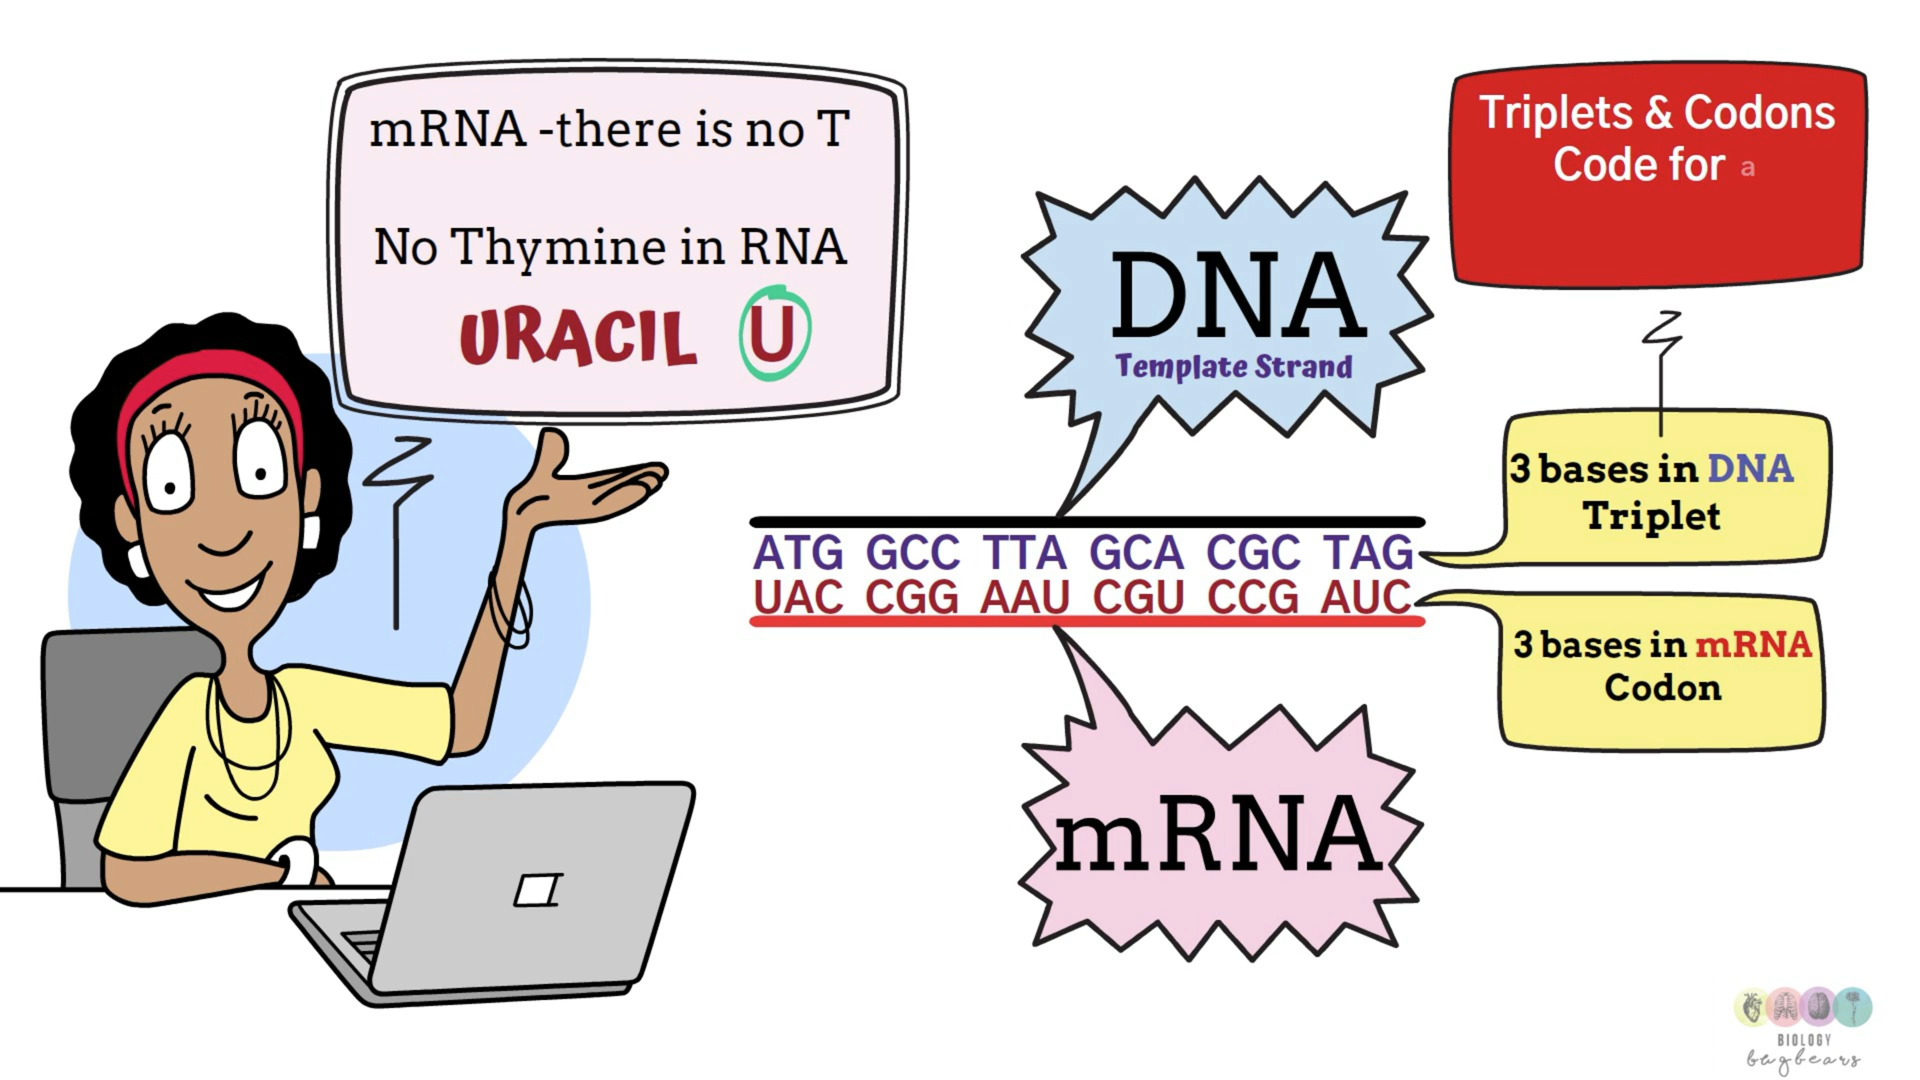 mRNA -there is no T
No Thymine in RNA
URACIL U
Triplets & Codons
Code for a
DNA
Template Strand
3 bases in DNA
Triplet
ATG GCC TTA GCA CGC TAG
UAC CGG AAU CGU CCG AUC
3 bases in mRNA
Codon
mRNA
BIOLOGY
bugbears